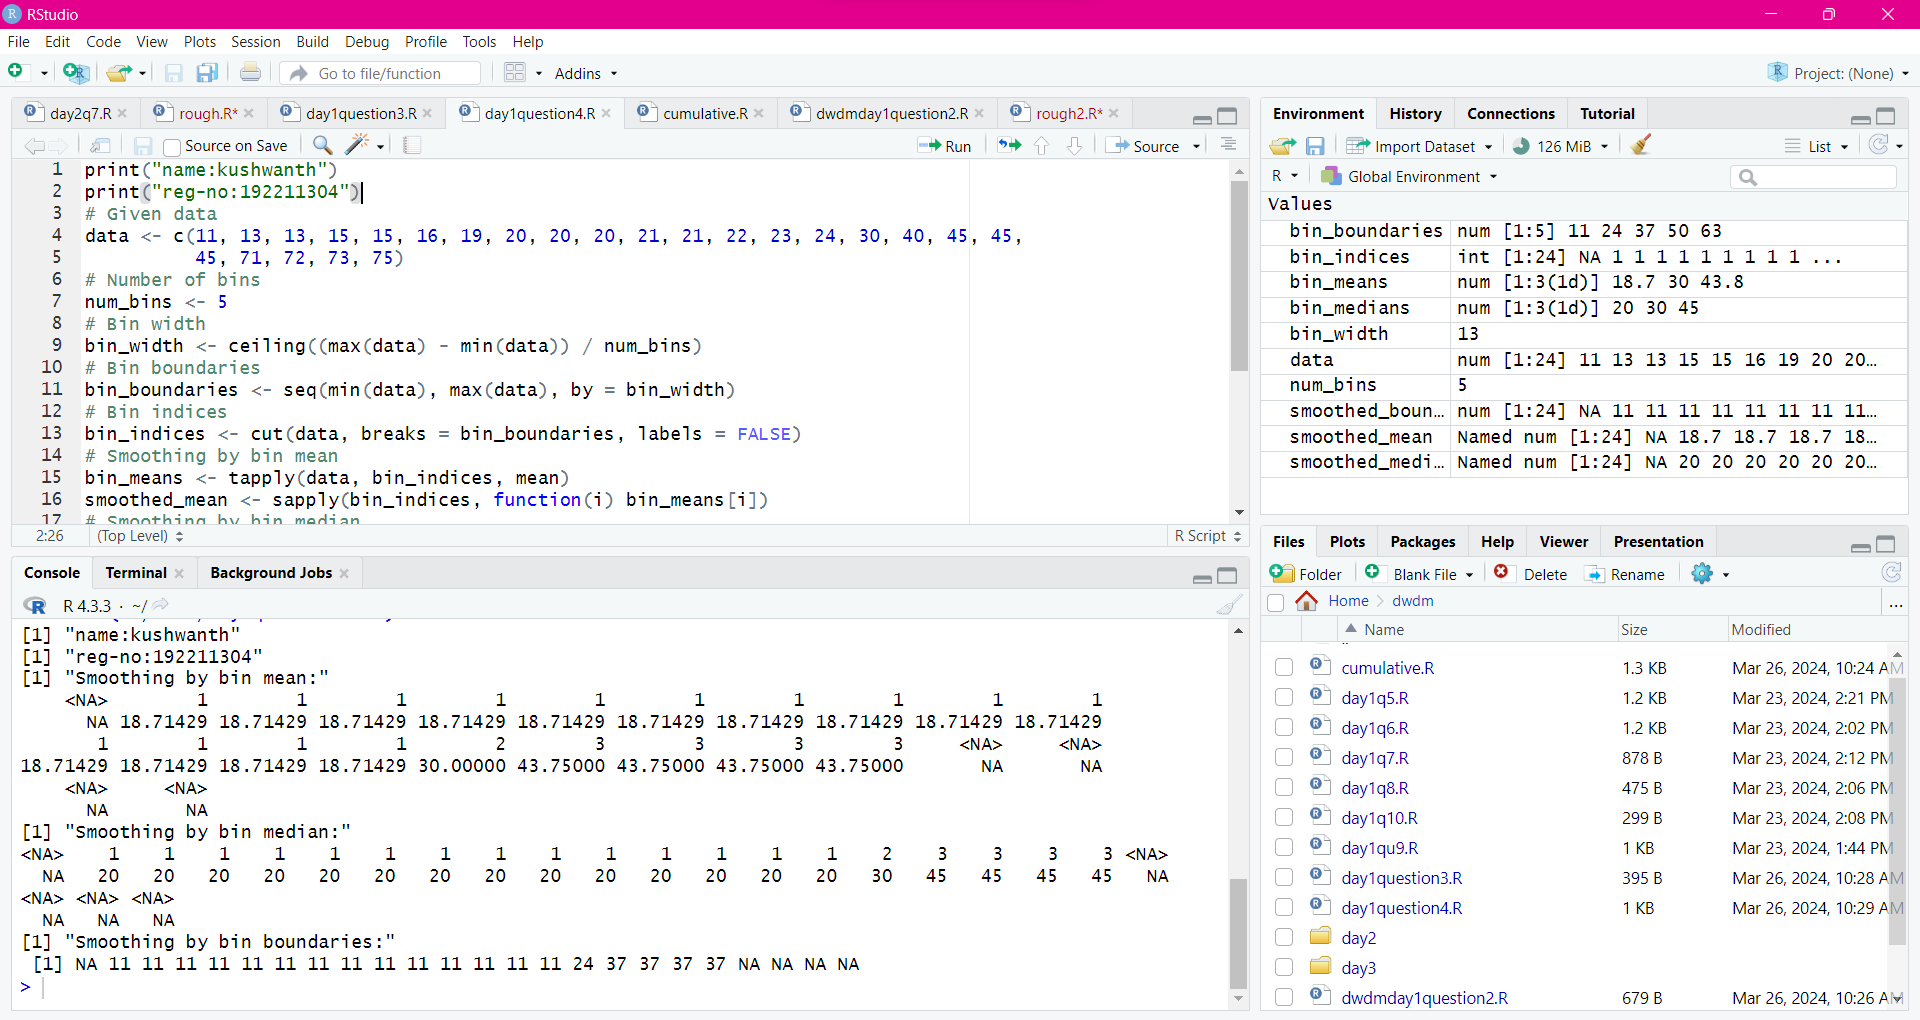 RStudio
File Edit Code View Plots Session Build Debug Profile Tools Help
Go to file/function Addins Project: (None)
day2q7.R rough.R* day1question3.R day1question4.R cumulative.R dwdmday1question2.R rough2.R*
Source on Save Run Source
1 print("name:kushwanth")
2 print("reg-no:192211304")
3 # Given data
4 data <- c(11, 13, 13, 15, 15, 16, 19, 20, 20, 20, 21, 21, 22, 23, 24, 30, 40, 45, 45,
5 45, 71, 72, 73, 75)
6 # Number of bins
7 num_bins <- 5
8 # Bin width
9 bin_width <- ceiling((max(data) - min(data)) / num_bins)
10 # Bin boundaries
11 bin_boundaries <- seq(min(data), max(data), by = bin_width)
12 # Bin indices
13 bin_indices <- cut(data, breaks = bin_boundaries, labels = FALSE)
14 # Smoothing by bin mean
15 bin_means <- tapply(data, bin_indices, mean)
16 smoothed_mean <- sapply(bin_indices, function(i) bin_means[i])
17 # Smoothing by bin median
2:26 (Top Level) R Script
Console Terminal Background Jobs
R 4.3.3 · ~/
[1] "name:kushwanth"
[1] "reg-no:192211304"
[1] "Smoothing by bin mean:"
<NA> 1 1 1 1 1 1 1 1 1 1
NA 18.71429 18.71429 18.71429 18.71429 18.71429 18.71429 18.71429 18.71429 18.71429 18.71429
1 1 1 1 2 3 3 3 3 <NA> <NA>
18.71429 18.71429 18.71429 18.71429 30.00000 43.75000 43.75000 43.75000 43.75000 NA NA
<NA> <NA>
NA NA
[1] "Smoothing by bin median:"
<NA> 1 1 1 1 1 1 1 1 1 1 1 1 1 1 2 3 3 3 3 <NA>
NA 20 20 20 20 20 20 20 20 20 20 20 20 20 20 30 45 45 45 45 NA
<NA> <NA> <NA>
NA NA NA
[1] "Smoothing by bin boundaries:"
[1] NA 11 11 11 11 11 11 11 11 11 11 11 11 11 11 24 37 37 37 37 NA NA NA NA
>
Environment History Connections Tutorial
Import Dataset 126 MiB List
R Global Environment
Values
bin_boundaries num [1:5] 11 24 37 50 63
bin_indices int [1:24] NA 1 1 1 1 1 1 1 1 1 ...
bin_means num [1:3(1d)] 18.7 30 43.8
bin_medians num [1:3(1d)] 20 30 45
bin_width 13
data num [1:24] 11 13 13 15 15 16 19 20 20…
num_bins 5
smoothed_boun… num [1:24] NA 11 11 11 11 11 11 11 11…
smoothed_mean Named num [1:24] NA 18.7 18.7 18.7 18…
smoothed_medi… Named num [1:24] NA 20 20 20 20 20 20…
Files Plots Packages Help Viewer Presentation
Folder Blank File Delete Rename
Home dwdm ...
Name Size Modified
cumulative.R 1.3 KB Mar 26, 2024, 10:24 AM
day1q5.R 1.2 KB Mar 23, 2024, 2:21 PM
day1q6.R 1.2 KB Mar 23, 2024, 2:02 PM
day1q7.R 878 B Mar 23, 2024, 2:12 PM
day1q8.R 475 B Mar 23, 2024, 2:06 PM
day1q10.R 299 B Mar 23, 2024, 2:08 PM
day1qu9.R 1 KB Mar 23, 2024, 1:44 PM
day1question3.R 395 B Mar 26, 2024, 10:28 AM
day1question4.R 1 KB Mar 26, 2024, 10:29 AM
day2
day3
dwdmday1question2.R 679 B Mar 26, 2024, 10:26 AM